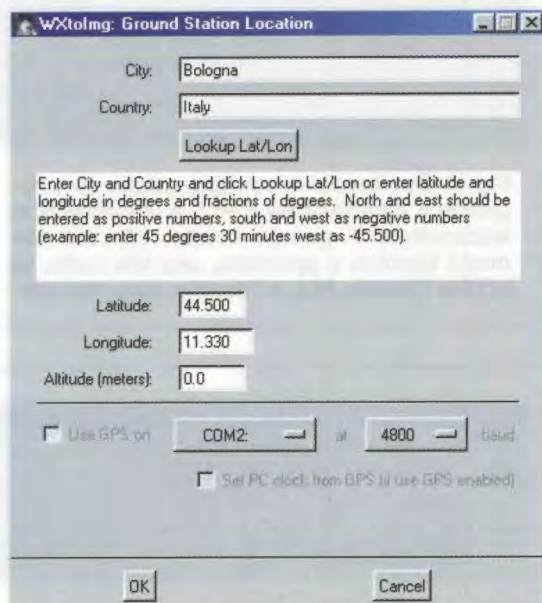 WXtoImg: Ground Station Location
City: Bologna
Country: Italy
Lookup Lat/Lon
Enter City and Country and click Lookup Lat/Lon or enter latitude and
longitude in degrees and fractions of degrees. North and east should be
entered as positive numbers, south and west as negative numbers
(example: enter 45 degrees 30 minutes west as -45.500).
Latitude: 44.500
Longitude: 11.330
Altitude (meters): 0.0
Use GPS on COM2: at 4800 baud
Set PC clock from GPS (if use GPS enabled)
OK Cancel